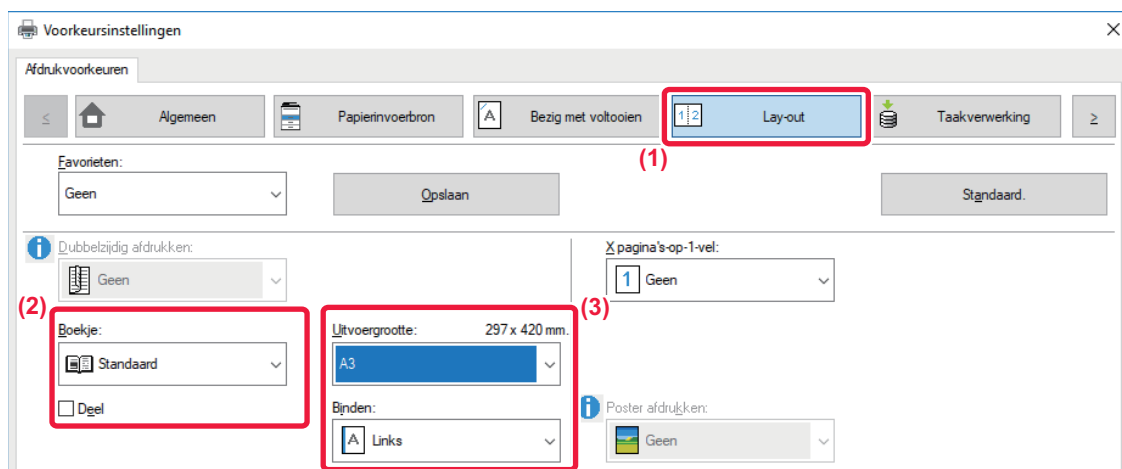 Voorkeursinstellingen
Afdrukvoorkeuren
< Algemeen Papierinvoerbron Bezig met voltooien Lay-out Taakverwerking >
(1)
Favorieten:
Geen Opslaan Standaard.
Dubbelzijdig afdrukken: X pagina's-op-1-vel:
Geen 1 Geen
(2) (3)
Boekje: Uitvoergrootte: 297 x 420 mm.
Standaard A3
Deel Binden: Poster afdrukken:
Links Geen